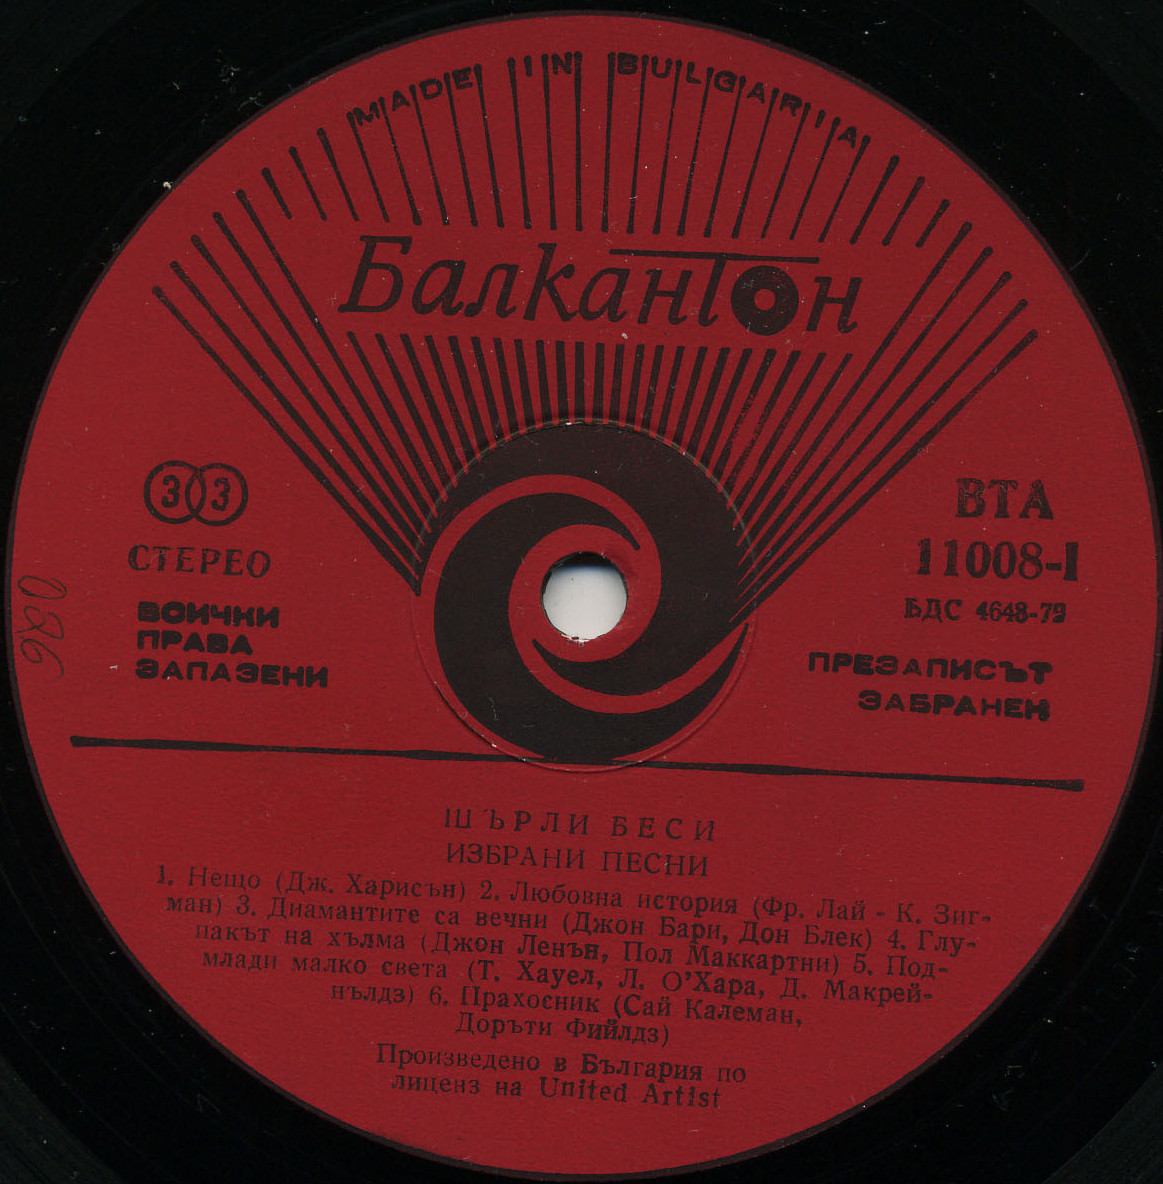 MADE IN BULGARIA
Балкантон
33
СТЕРЕО
ВСИЧКИ
ПРАВА
ЗАПАЗЕНИ
026
ВТА
11008-I
БДС 4648-79
ПРЕЗАПИСЪТ
ЗАБРАНЕН
ШЪРЛИ БЕСИ
ИЗБРАНИ ПЕСНИ
1. Нещо (Дж. Харисън) 2. Любовна история (Фр. Лай - К. Зиг-
ман) 3. Диамантите са вечни (Джон Бари, Дон Блек) 4. Глу-
пакът на хълма (Джон Ленън, Пол Маккартни) 5. Под-
млади малко света (Т. Хауел, Л. О'Хара, Д. Макрей-
нълдз) 6. Прахосник (Сай Калеман,
Доръти Фийлдз)
Произведено в България по
лиценз на United Artist